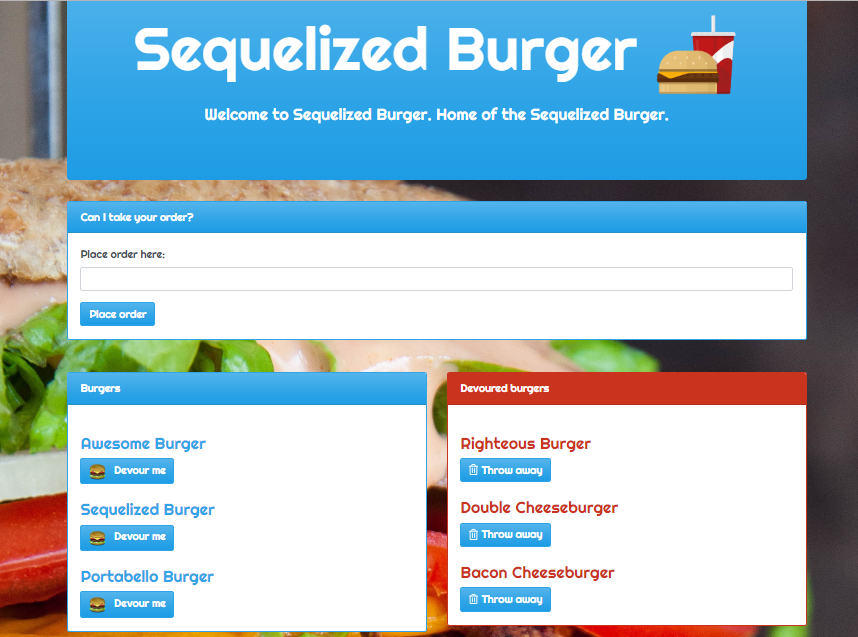 Sequelized Burger
Welcome to Sequelized Burger. Home of the Sequelized Burger.
Can I take your order?
Place order here:
Place order
Burgers
Awesome Burger
Devour me
Sequelized Burger
Devour me
Portabello Burger
Devour me
Devoured burgers
Righteous Burger
Throw away
Double Cheeseburger
Throw away
Bacon Cheeseburger
Throw away